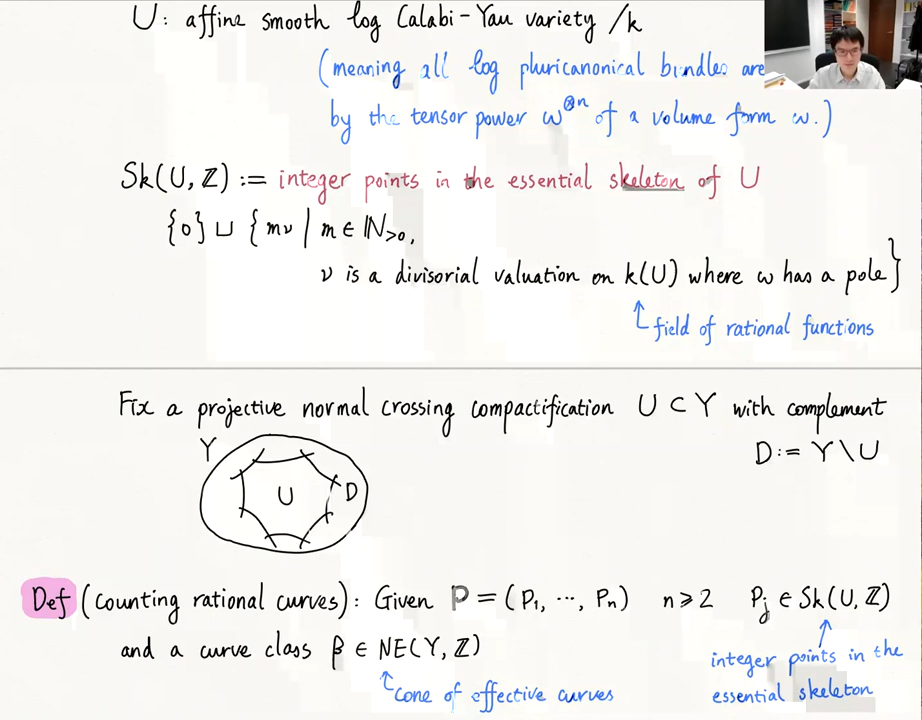 U: affine smooth log Calabi-Yau variety /k
(meaning all log pluricanonical bundles are
by the tensor power ω^{⊗n} of a volume form ω.)
Sk(U, ℤ) := integer points in the essential skeleton of U
{0} ⊔ { mν | m ∈ ℕ_{>0},
ν is a divisorial valuation on k(U) where ω has a pole}
field of rational functions
Fix a projective normal crossing compactification U ⊂ Y with complement
D := Y \ U
Y
U
D
Def (counting rational curves): Given P = (P₁, ⋯, Pₙ) n ⩾ 2 Pⱼ ∈ Sk(U, ℤ)
and a curve class β ∈ NE(Y, ℤ)
integer points in the
essential skeleton
cone of effective curves